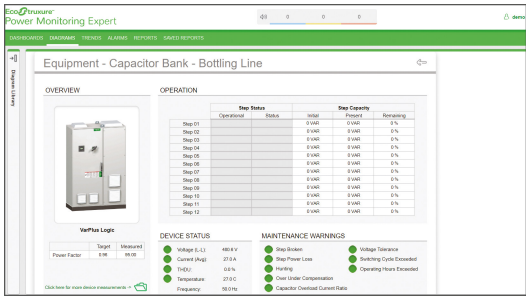 EcoStruxure™
Power Monitoring Expert
0 0 0
demo
DASHBOARDS DIAGRAMS TRENDS ALARMS REPORTS SAVED REPORTS
Diagram Library
Equipment - Capacitor Bank - Bottling Line
OVERVIEW
OPERATION
Step Status Step Capacity
Operational Status Initial Present Remaining
Step 01 0 VAR 0 VAR 0 %
Step 02 0 VAR 0 VAR 0 %
Step 03 0 VAR 0 VAR 0 %
Step 04 0 VAR 0 VAR 0 %
Step 05 0 VAR 0 VAR 0 %
Step 06 0 VAR 0 VAR 0 %
Step 07 0 VAR 0 VAR 0 %
Step 08 0 VAR 0 VAR 0 %
Step 09 0 VAR 0 VAR 0 %
Step 10 0 VAR 0 VAR 0 %
Step 11 0 VAR 0 VAR 0 %
Step 12 0 VAR 0 VAR 0 %
VarPlus Logic
Target Measured
Power Factor 0.98 99.00
Click here for more device measurements ->
DEVICE STATUS
Voltage (L-L): 480.6 V
Current (Avg): 27.0 A
THDU: 0.0 %
Temperature: 27.0 C
Frequency: 59.0 Hz
MAINTENANCE WARNINGS
Step Broken
Step Power Loss
Hunting
Over Under Compensation
Capacitor Overload Current Ratio
Voltage Tolerance
Switching Cycle Exceeded
Operating Hours Exceeded